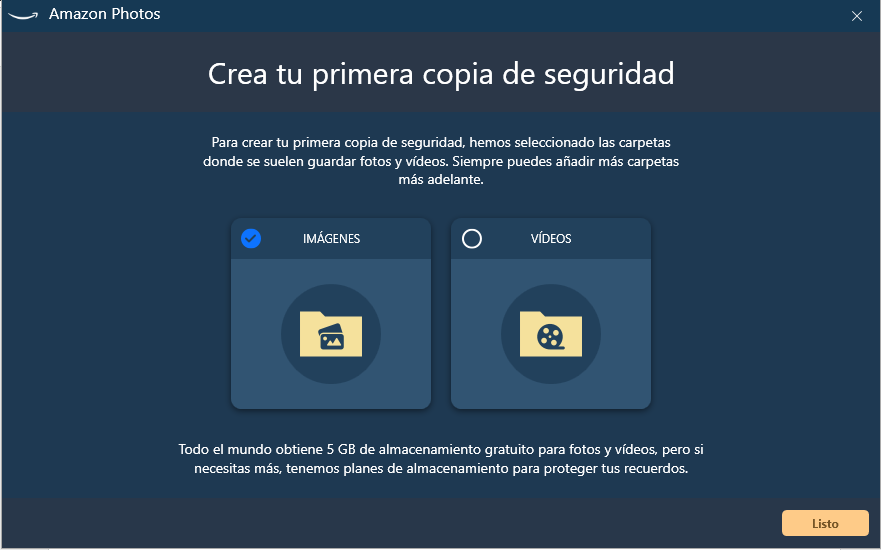 Amazon Photos
Crea tu primera copia de seguridad
Para crear tu primera copia de seguridad, hemos seleccionado las carpetas
donde se suelen guardar fotos y vídeos. Siempre puedes añadir más carpetas
más adelante.
IMÁGENES
VÍDEOS
Todo el mundo obtiene 5 GB de almacenamiento gratuito para fotos y vídeos, pero si
necesitas más, tenemos planes de almacenamiento para proteger tus recuerdos.
Listo